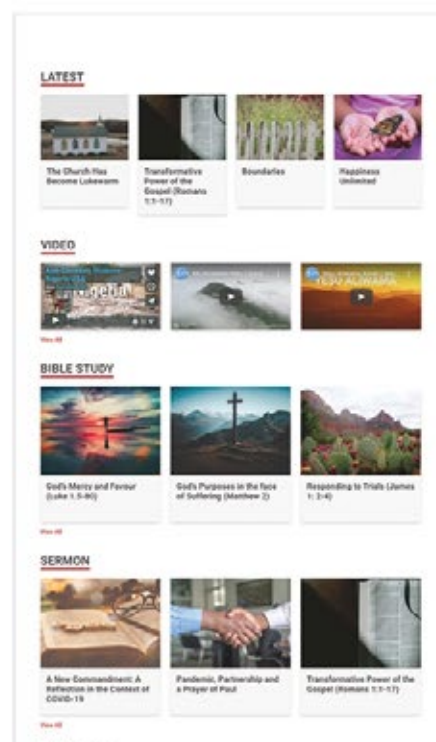 LATEST
The Church Has
Become Lukewarm
Transformative
Power of the
Gospel (Romans
1:1-17)
Boundaries
Happiness
Unlimited
VIDEO
YESU ALIWAMA
View All
BIBLE STUDY
God's Mercy and Favour
(Luke 1.5-80)
God's Purposes in the face
of Suffering (Matthew 2)
Responding to Trials (James
1: 2-4)
View All
SERMON
A New Commandment: A
Reflection in the Context of
COVID-19
Pandemic, Partnership and
a Prayer of Paul
Transformative Power of the
Gospel (Romans 1:1-17)
View All